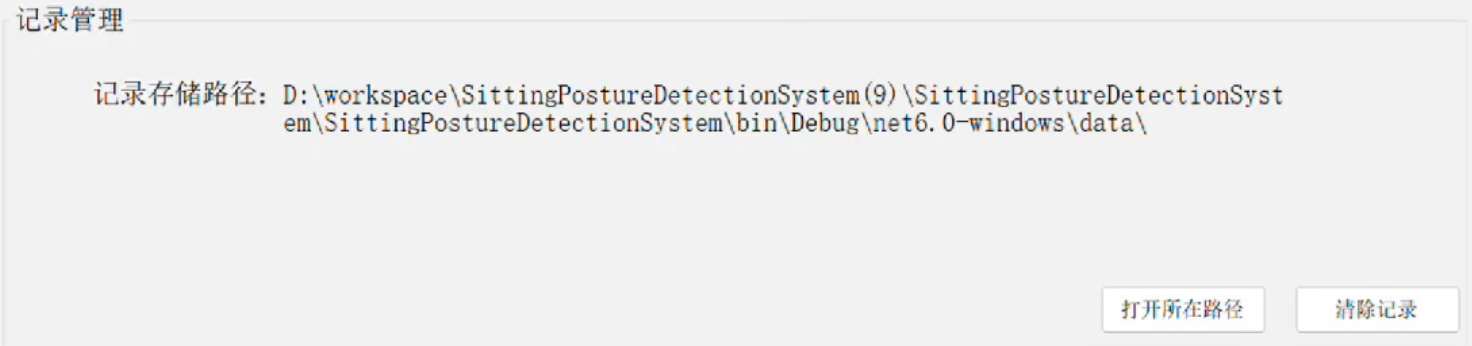 记录管理
记录存储路径：D:\workspace\SittingPostureDetectionSystem(9)\SittingPostureDetectionSyst
em\SittingPostureDetectionSystem\bin\Debug\net6.0-windows\data\
打开所在路径 清除记录